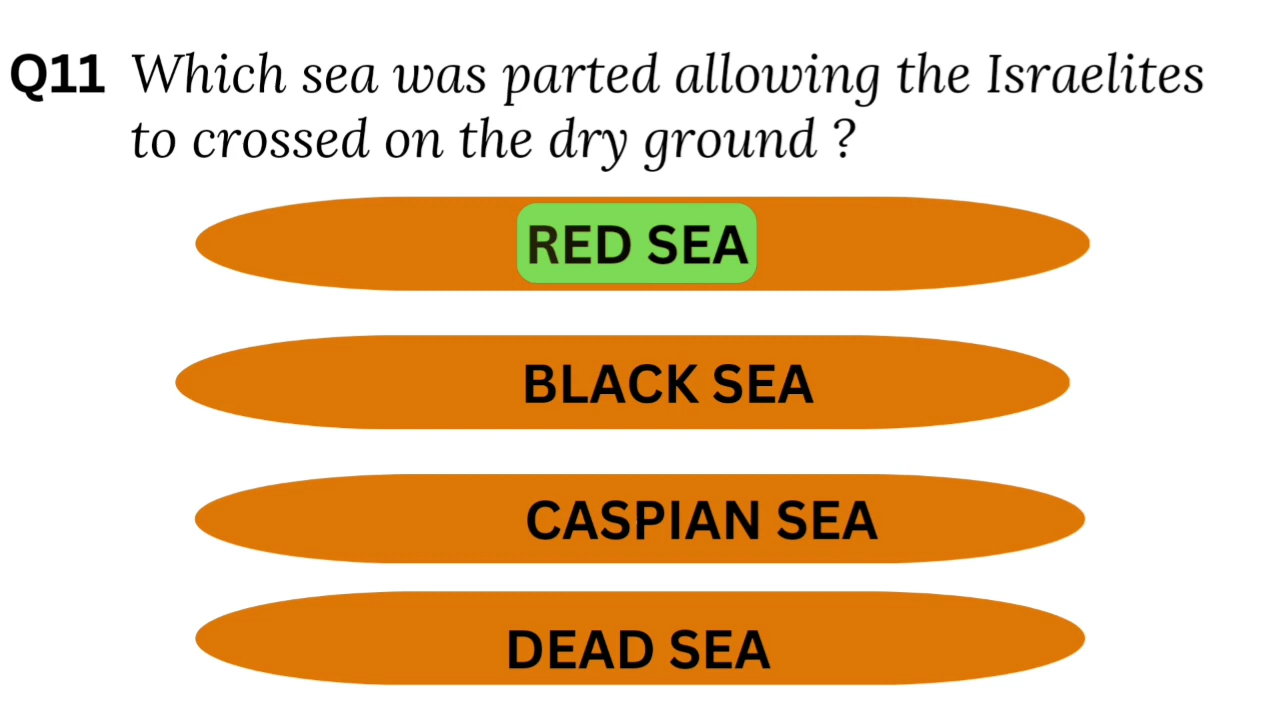 Q11 Which sea was parted allowing the Israelites
to crossed on the dry ground ?
RED SEA
BLACK SEA
CASPIAN SEA
DEAD SEA